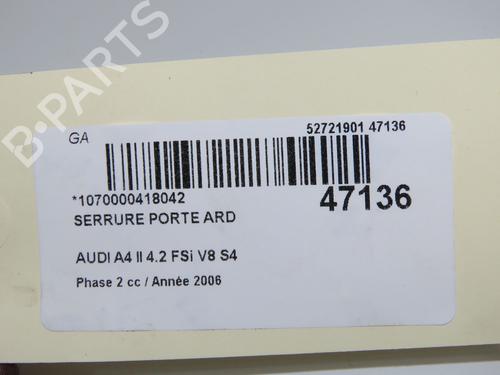 B-PARTS
GA
52721901 47136
*1070000418042
47136
SERRURE PORTE ARD
AUDI A4 II 4.2 FSi V8 S4
Phase 2 cc / Année 2006